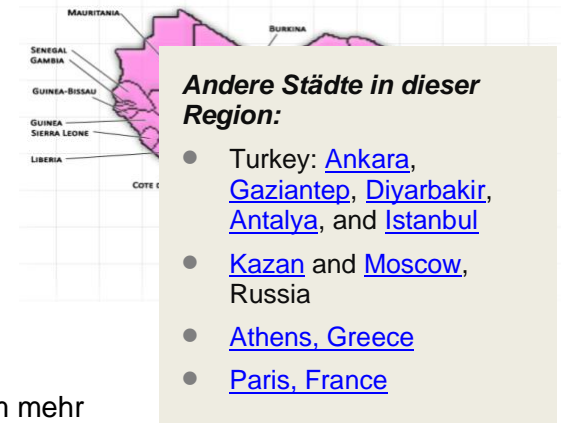 MAURITANIA
BURKINA
SENEGAL
GAMBIA
GUINEA-BISSAU
GUINEA
SIERRA LEONE
LIBERIA
COTE
Andere Städte in dieser
Region:
Turkey: Ankara,
Gaziantep, Diyarbakir,
Antalya, and Istanbul
Kazan and Moscow,
Russia
Athens, Greece
Paris, France
mehr